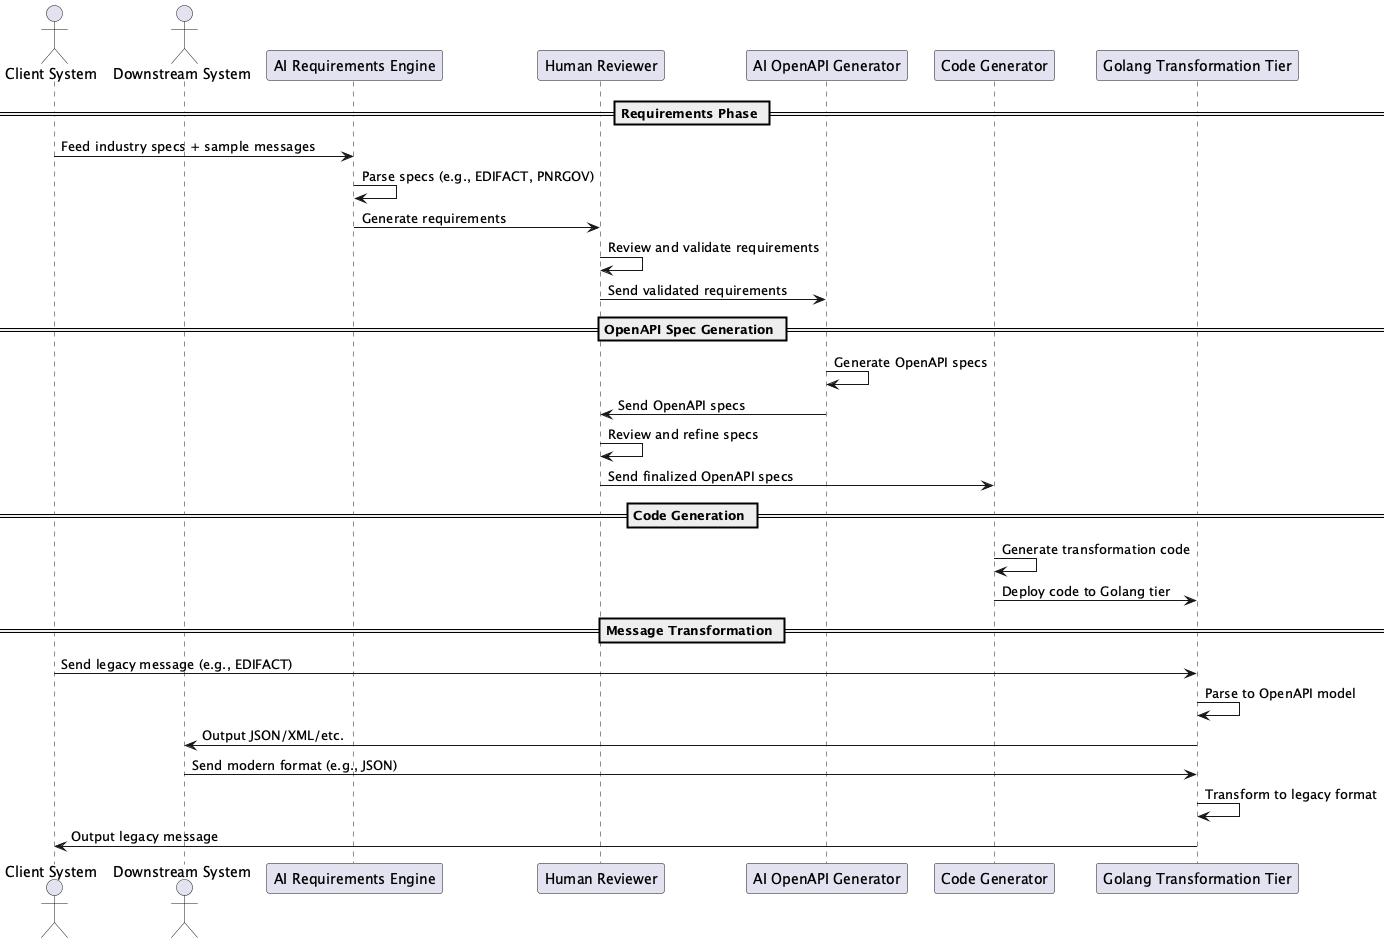 Client System
Downstream System
AI Requirements Engine
Human Reviewer
AI OpenAPI Generator
Code Generator
Golang Transformation Tier
Requirements Phase
Feed industry specs + sample messages
Parse specs (e.g., EDIFACT, PNRGOV)
Generate requirements
Review and validate requirements
Send validated requirements
OpenAPI Spec Generation
Generate OpenAPI specs
Send OpenAPI specs
Review and refine specs
Send finalized OpenAPI specs
Code Generation
Generate transformation code
Deploy code to Golang tier
Message Transformation
Send legacy message (e.g., EDIFACT)
Parse to OpenAPI model
Output JSON/XML/etc.
Send modern format (e.g., JSON)
Transform to legacy format
Output legacy message
Client System
Downstream System
AI Requirements Engine
Human Reviewer
AI OpenAPI Generator
Code Generator
Golang Transformation Tier